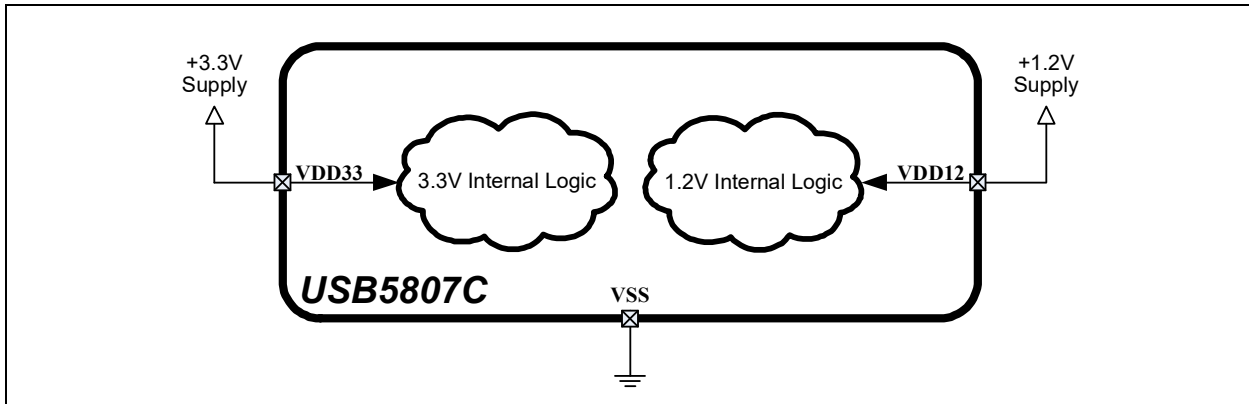 +3.3V
Supply
+1.2V
Supply
VDD33
3.3V Internal Logic
1.2V Internal Logic
VDD12
USB5807C
VSS